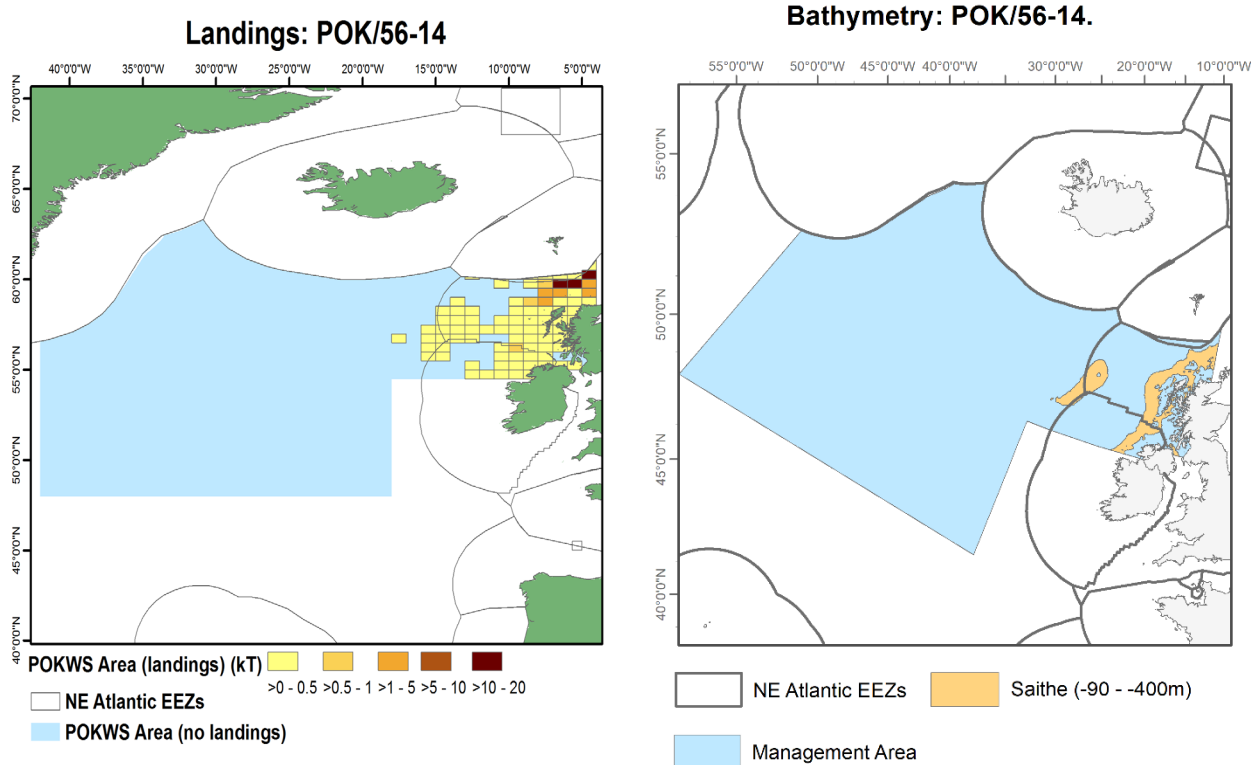 Landings: POK/56-14
40°0'0"W 35°0'0"W 30°0'0"W 25°0'0"W 20°0'0"W 15°0'0"W 10°0'0"W 5°0'0"W
70°0'0"N
65°0'0"N
60°0'0"N
55°0'0"N
50°0'0"N
45°0'0"N
40°0'0"N
POKWS Area (landings) (kT)
>0 - 0.5 >0.5 - 1 >1 - 5 >5 - 10 >10 - 20
NE Atlantic EEZs
POKWS Area (no landings)
Bathymetry: POK/56-14.
55°0'0"W 50°0'0"W 45°0'0"W 40°0'0"W 30°0'0"W 20°0'0"W 10°0'0"W
55°0'0"N
50°0'0"N
45°0'0"N
40°0'0"N
NE Atlantic EEZs
Saithe (-90 - -400m)
Management Area